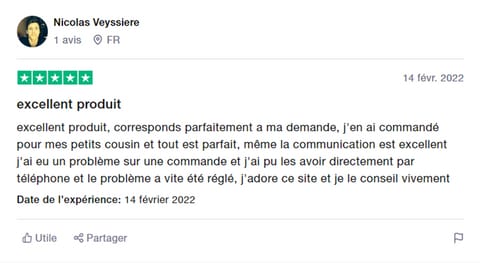 Nicolas Veyssiere
1 avis FR
14 févr. 2022
excellent produit
excellent produit, corresponds parfaitement a ma demande, j'en ai commandé
pour mes petits cousin et tout est parfait, même la communication est excellent
j'ai eu un problème sur une commande et j'ai pu les avoir directement par
téléphone et le problème a vite été réglé, j'adore ce site et je le conseil vivement
Date de l'expérience: 14 février 2022
Utile Partager